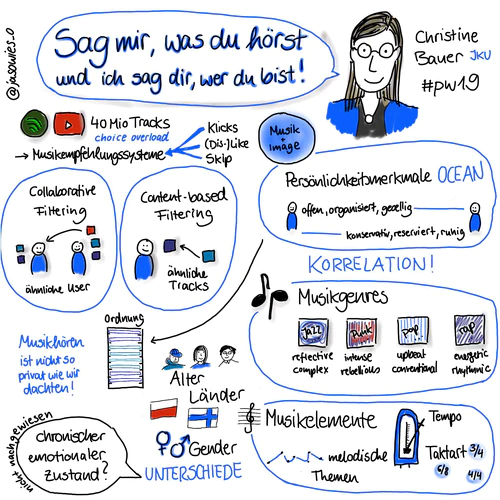 @jasowies_o
Sag mir, was du hörst
und ich sag dir, wer du bist!
Christine
Bauer JKU
#pw19
40 Mio Tracks
choice overload
→ Musikempfehlungssysteme
Klicks
(Dis-)Like
Skip
Musik
+
Image
Collaborative
Filtering
ähnliche User
Content-based
Filtering
ähnliche
Tracks
Persönlichkeitsmerkmale OCEAN
offen, organisiert, gesellig
konservativ, reserviert, ruhig
KORRELATION!
Musikgenres
Jazz
Punk
Pop
Rap
reflective
complex
intense
rebellious
upbeat
conventional
energetic
rhythmic
Ordnung
Musikhören
ist nicht so
privat wie wir
dachten!
Alter
Länder
Gender
UNTERSCHIEDE
nicht nachgewiesen
chronischer
emotionaler
Zustand?
Musikelemente
melodische
Themen
Tempo
Taktart 3/4
6/8 4/4